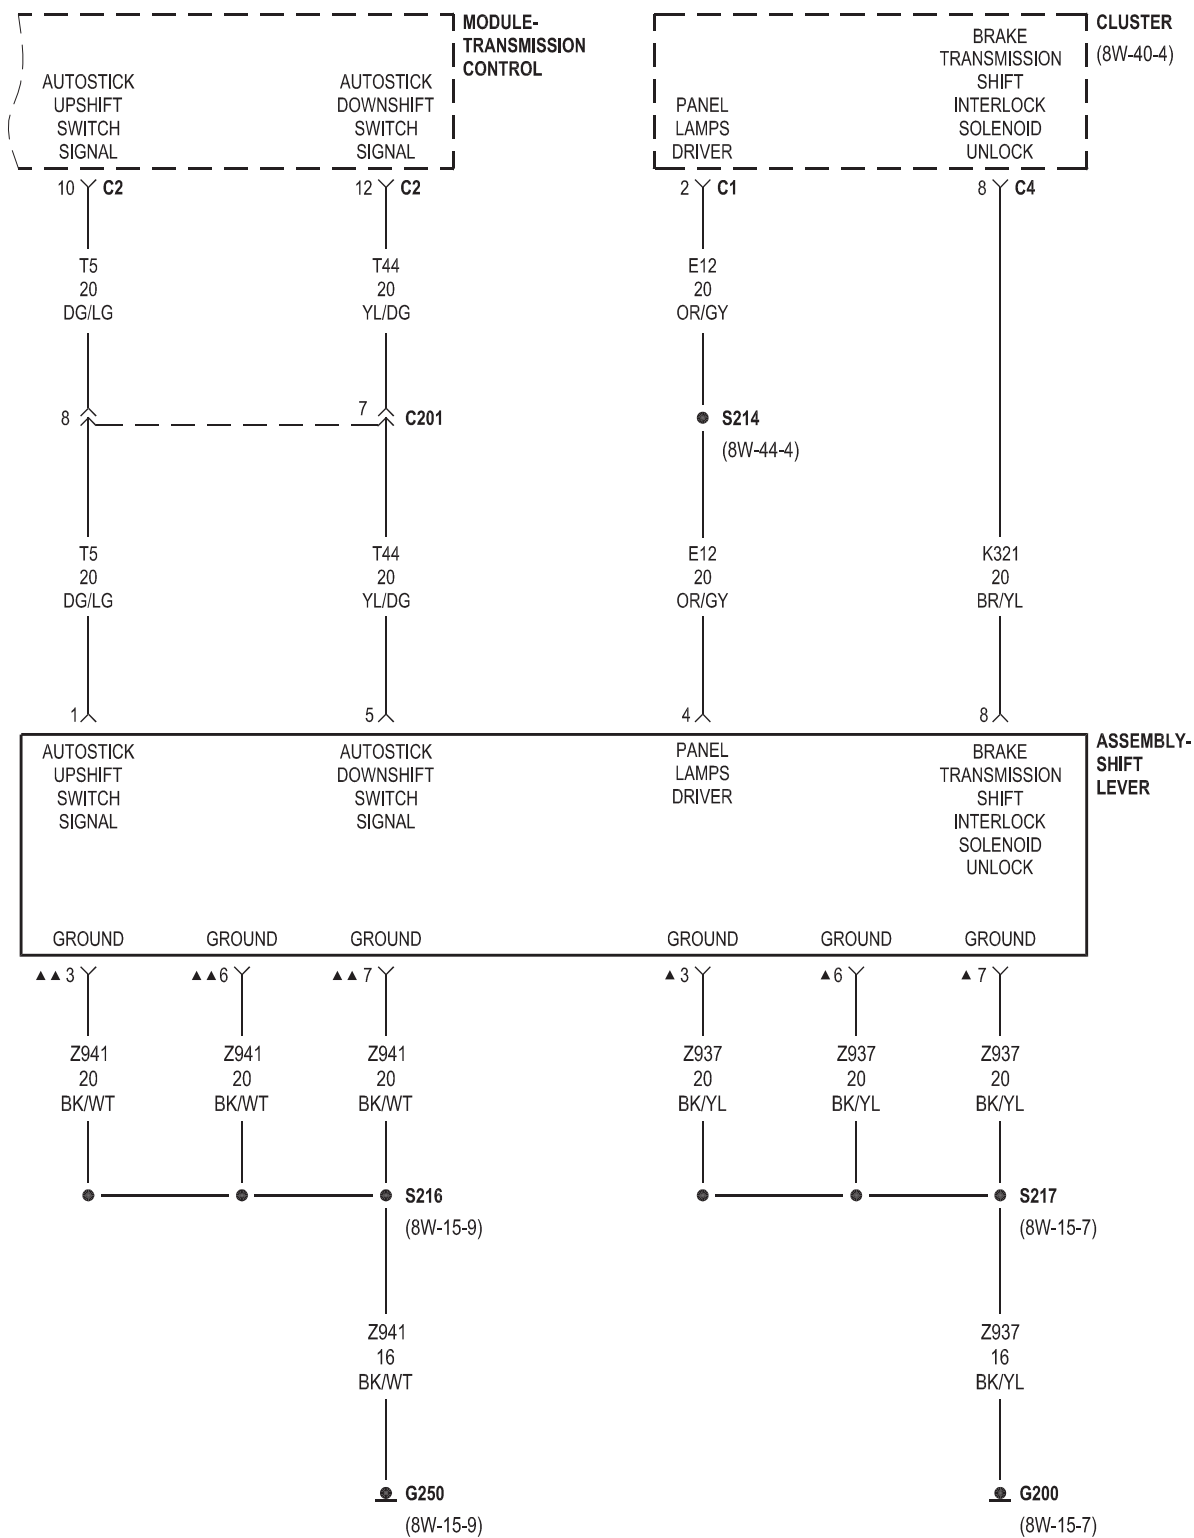 MODULE-
TRANSMISSION
CONTROL
AUTOSTICK
UPSHIFT
SWITCH
SIGNAL
AUTOSTICK
DOWNSHIFT
SWITCH
SIGNAL
CLUSTER
(8W-40-4)
PANEL
LAMPS
DRIVER
BRAKE
TRANSMISSION
SHIFT
INTERLOCK
SOLENOID
UNLOCK
10 C2
12 C2
2 C1
8 C4
T5
20
DG/LG
T44
20
YL/DG
E12
20
OR/GY
8
7
C201
S214
(8W-44-4)
T5
20
DG/LG
T44
20
YL/DG
E12
20
OR/GY
K321
20
BR/YL
1
5
4
8
ASSEMBLY-
SHIFT
LEVER
AUTOSTICK
UPSHIFT
SWITCH
SIGNAL
AUTOSTICK
DOWNSHIFT
SWITCH
SIGNAL
PANEL
LAMPS
DRIVER
BRAKE
TRANSMISSION
SHIFT
INTERLOCK
SOLENOID
UNLOCK
GROUND
GROUND
GROUND
GROUND
GROUND
GROUND
▲▲3
▲▲6
▲▲7
▲3
▲6
▲7
Z941
20
BK/WT
Z941
20
BK/WT
Z941
20
BK/WT
Z937
20
BK/YL
Z937
20
BK/YL
Z937
20
BK/YL
S216
(8W-15-9)
S217
(8W-15-7)
Z941
16
BK/WT
Z937
16
BK/YL
G250
(8W-15-9)
G200
(8W-15-7)